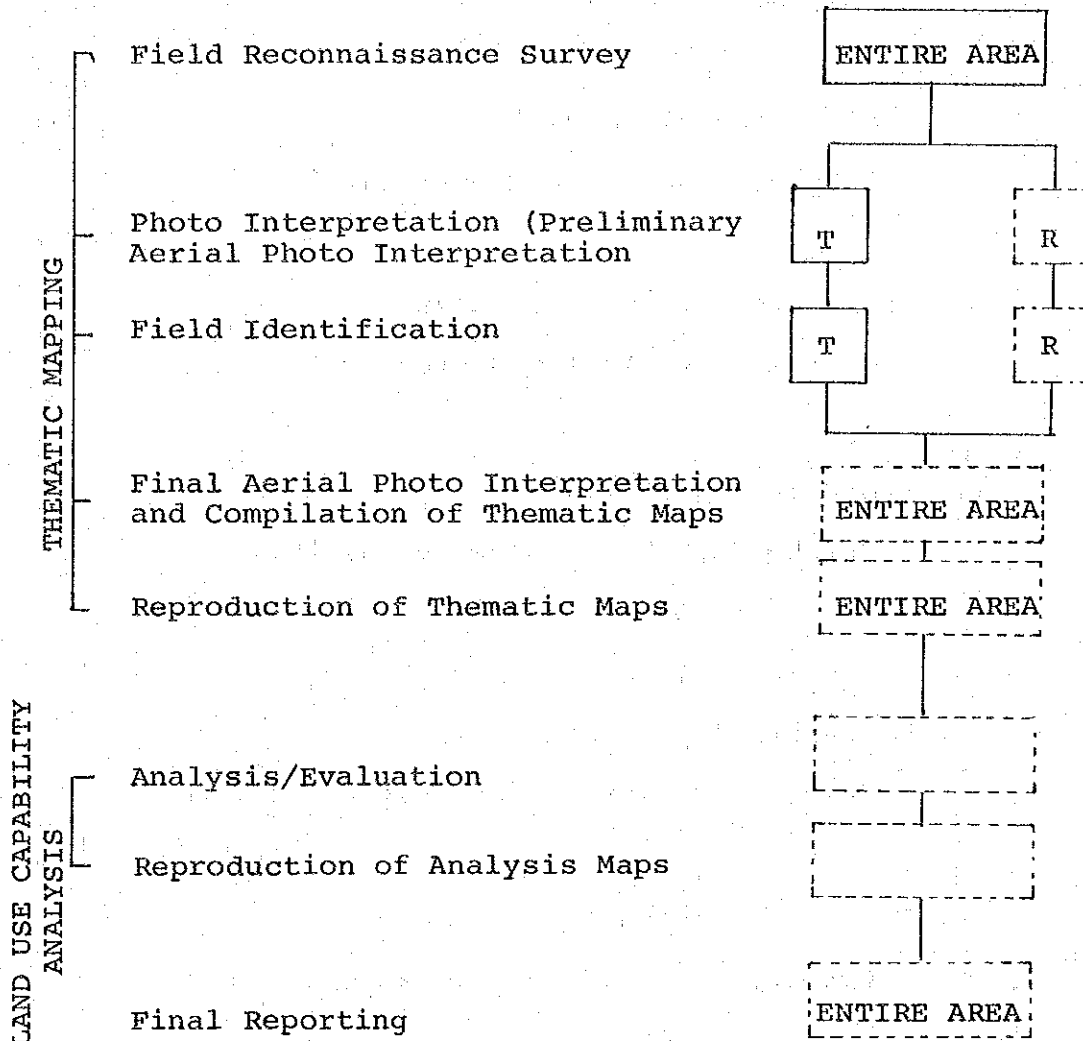 Field Reconnaissance Survey
ENTIRE AREA
Photo Interpretation (Preliminary
Aerial Photo Interpretation
T
R
Field Identification
T
R
THEMATIC MAPPING
Final Aerial Photo Interpretation
and Compilation of Thematic Maps
ENTIRE AREA
Reproduction of Thematic Maps
ENTIRE AREA
LAND USE CAPABILITY
ANALYSIS
Analysis/Evaluation
Reproduction of Analysis Maps
Final Reporting
ENTIRE AREA